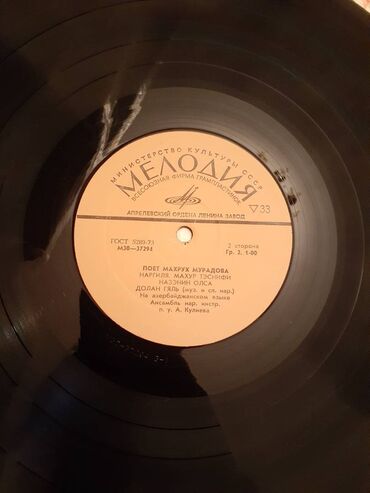 МИНИСТЕРСТВО КУЛЬТУРЫ СССР
МЕЛОДИЯ
ВСЕСОЮЗНАЯ ФИРМА ГРАМПЛАСТИНОК
33
АПРЕЛЕВСКИЙ ОРДЕНА ЛЕНИНА ЗАВОД
ГОСТ 5289-73
М30—37294
2 сторона
Гр. 2. 1-00
ПОЕТ МАХРУХ МУРАДОВА
НАРГИЛЯ. МАХУР ТЭСНИФИ
НАЗЭНИН ОЛСА
ДОЛАН ГЯЛЬ (муз. и сл. нар.)
На азербайджанском языке
Ансамбль нар. инстр.
п. у. А. Кулиева